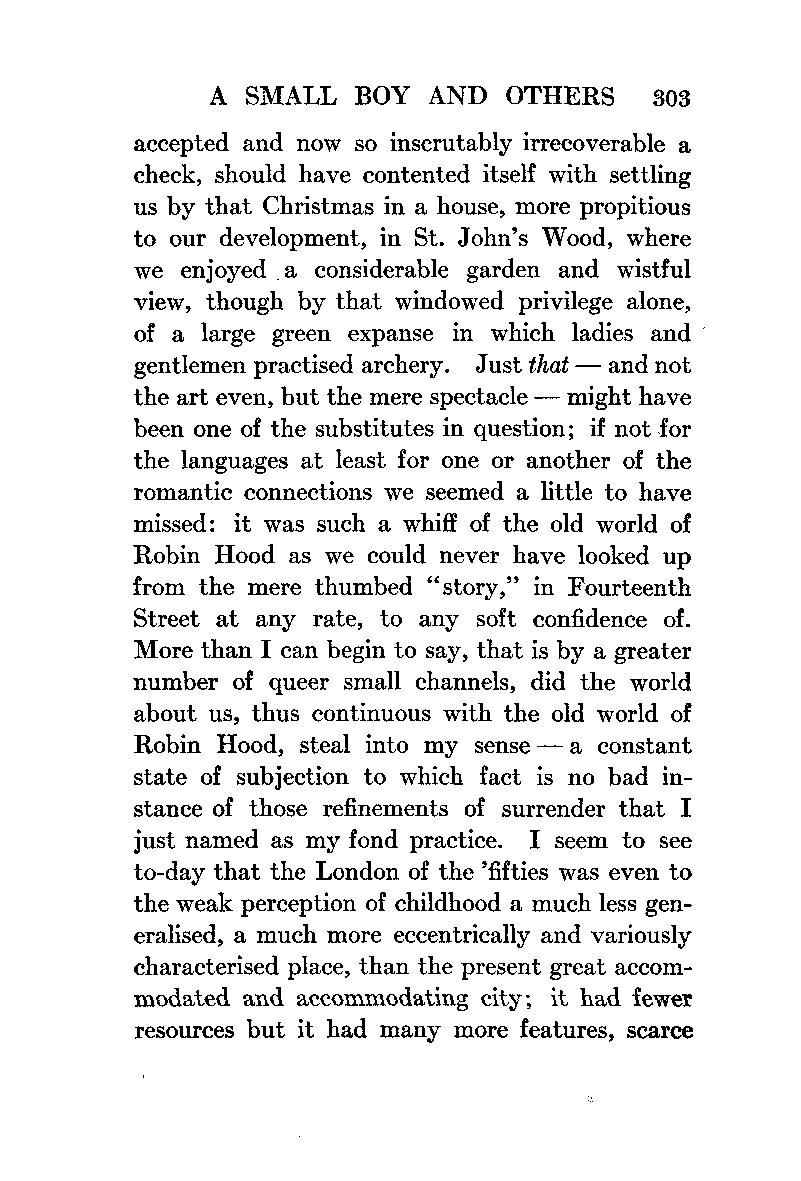 A SMALL BOY AND OTHERS 303
accepted and now so inscrutably irrecoverable a
check, should have contented itself with settling
us by that Christmas in a house, more propitious
to our development, in St. John's Wood, where
we enjoyed a considerable garden and wistful
view, though by that windowed privilege alone,
of a large green expanse in which ladies and
gentlemen practised archery. Just that — and not
the art even, but the mere spectacle — might have
been one of the substitutes in question; if not for
the languages at least for one or another of the
romantic connections we seemed a little to have
missed: it was such a whiff of the old world of
Robin Hood as we could never have looked up
from the mere thumbed "story," in Fourteenth
Street at any rate, to any soft confidence of.
More than I can begin to say, that is by a greater
number of queer small channels, did the world
about us, thus continuous with the old world of
Robin Hood, steal into my sense — a constant
state of subjection to which fact is no bad in-
stance of those refinements of surrender that I
just named as my fond practice. I seem to see
to-day that the London of the 'fifties was even to
the weak perception of childhood a much less gen-
eralised, a much more eccentrically and variously
characterised place, than the present great accom-
modated and accommodating city; it had fewer
resources but it had many more features, scarce